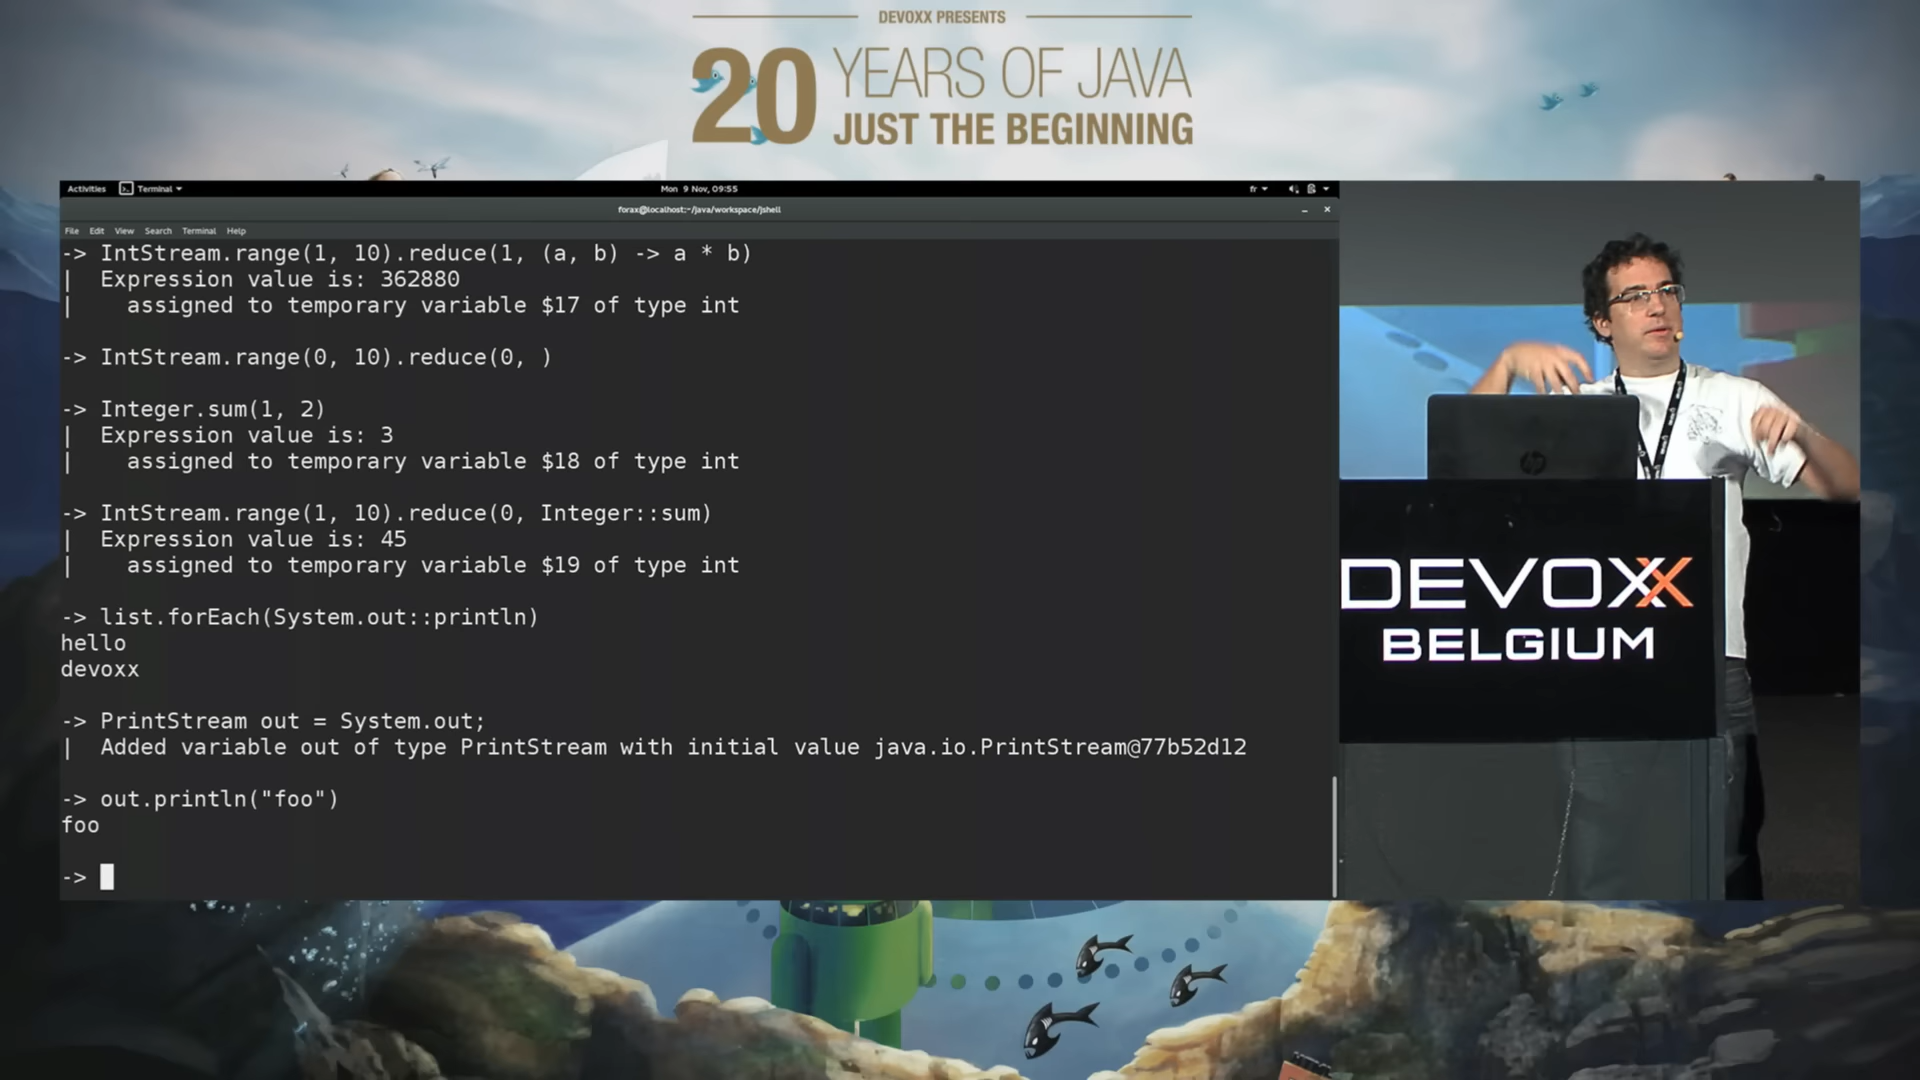 DEVOXX PRESENTS
20 YEARS OF JAVA
JUST THE BEGINNING
Activities Terminal Mon 9 Nov, 09:55 fr
forax@localhost:~/java/workspace/jshell
File Edit View Search Terminal Help
-> IntStream.range(1, 10).reduce(1, (a, b) -> a * b)
| Expression value is: 362880
| assigned to temporary variable $17 of type int
-> IntStream.range(0, 10).reduce(0, )
-> Integer.sum(1, 2)
| Expression value is: 3
| assigned to temporary variable $18 of type int
-> IntStream.range(1, 10).reduce(0, Integer::sum)
| Expression value is: 45
| assigned to temporary variable $19 of type int
-> list.forEach(System.out::println)
hello
devoxx
-> PrintStream out = System.out;
| Added variable out of type PrintStream with initial value java.io.PrintStream@77b52d12
-> out.println("foo")
foo
->
hp
DEVOXX
BELGIUM